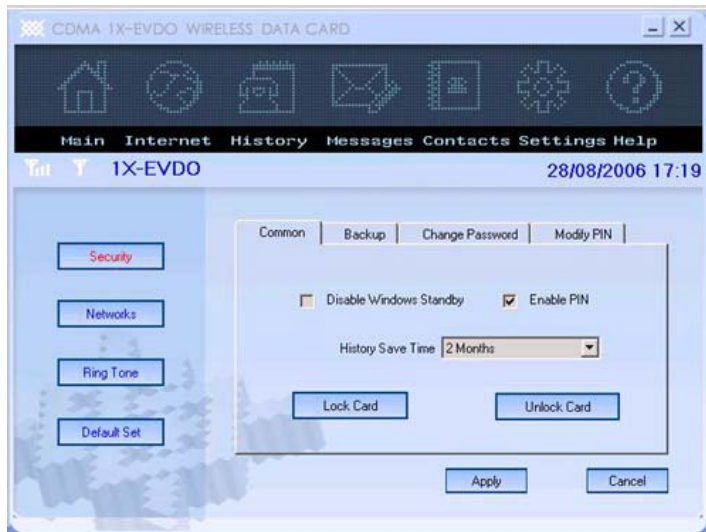 CDMA 1X-EVDO WIRELESS DATA CARD
Main Internet History Messages Contacts Settings Help
1X-EVDO 28/08/2006 17:19
Common Backup Change Password Modify PIN
Security
Networks
Ring Tone
Default Set
Disable Windows Standby Enable PIN
History Save Time 2 Months
Lock Card Unlock Card
Apply Cancel